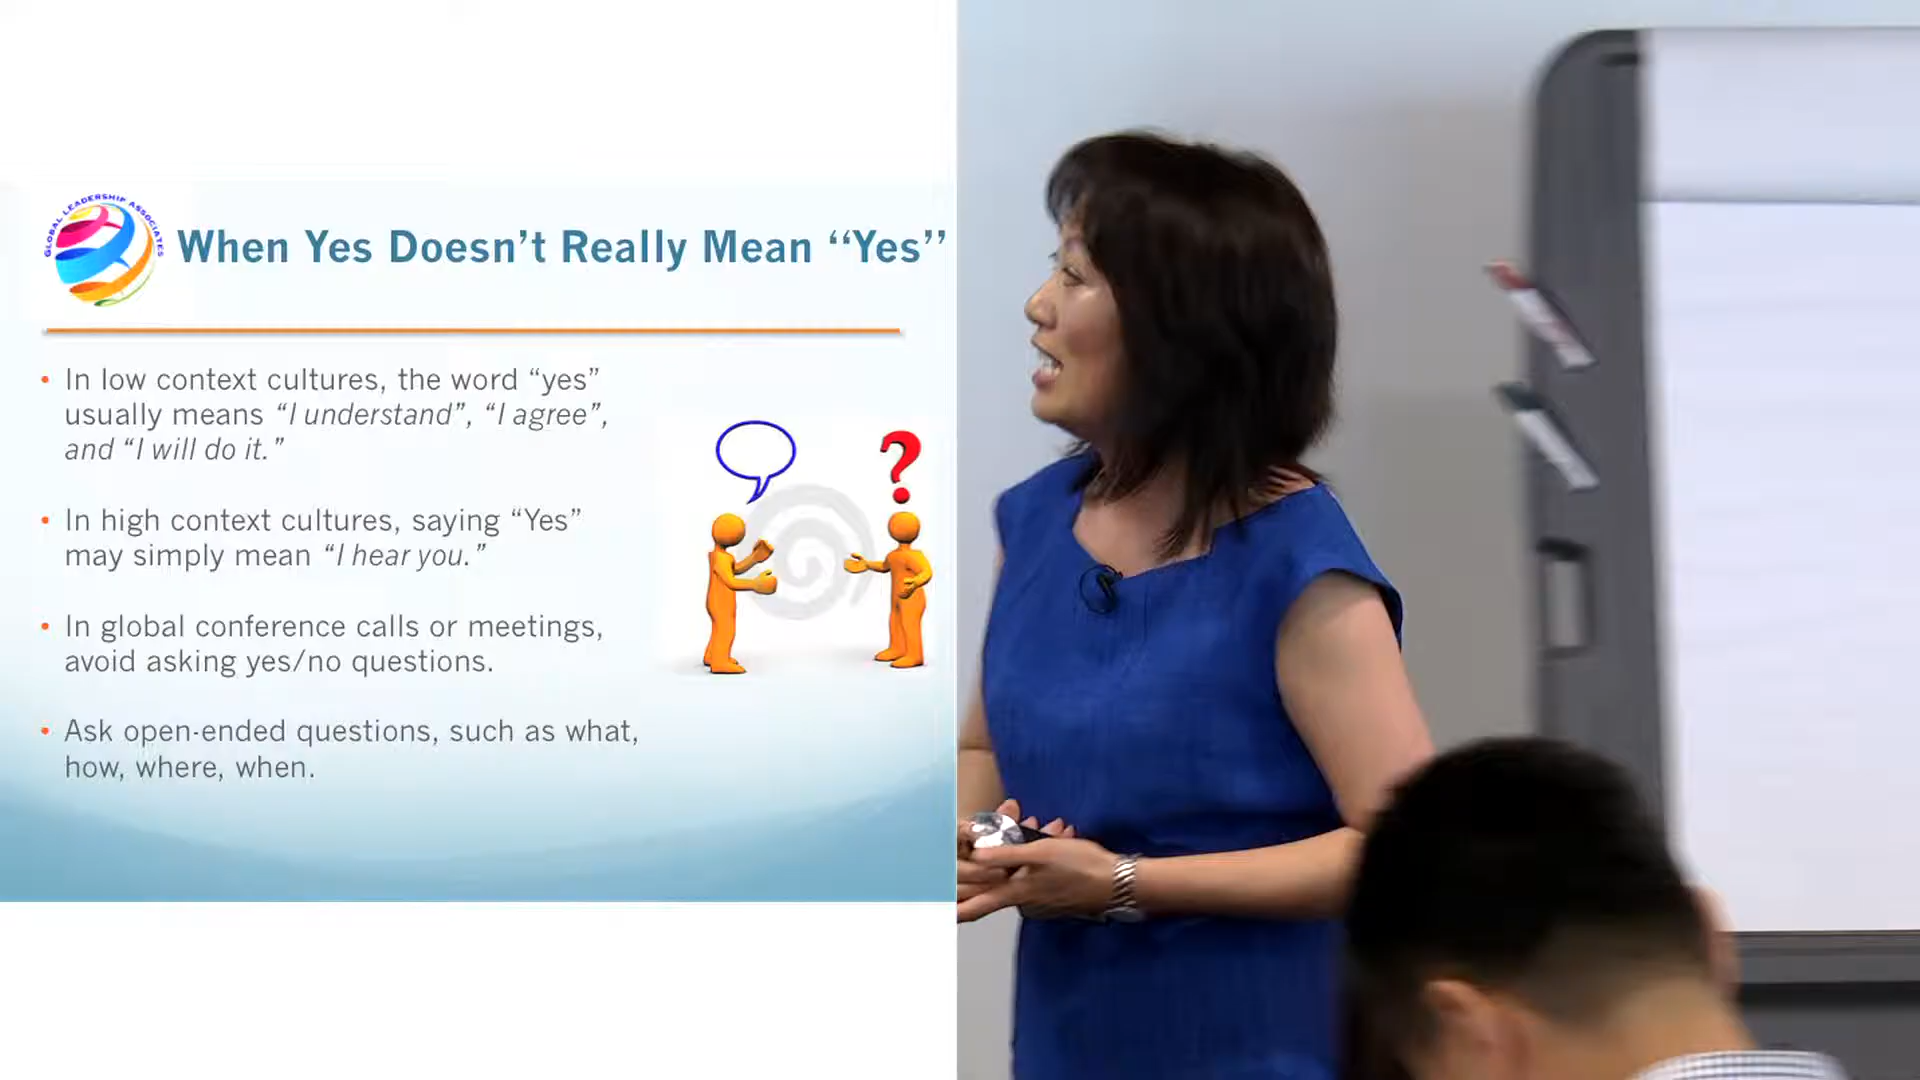 GLOBAL LEADERSHIP ASSOCIATES
When Yes Doesn’t Really Mean “Yes”
• In low context cultures, the word “yes”
usually means “I understand”, “I agree”,
and “I will do it.”
• In high context cultures, saying “Yes”
may simply mean “I hear you.”
• In global conference calls or meetings,
avoid asking yes/no questions.
• Ask open-ended questions, such as what,
how, where, when.
?